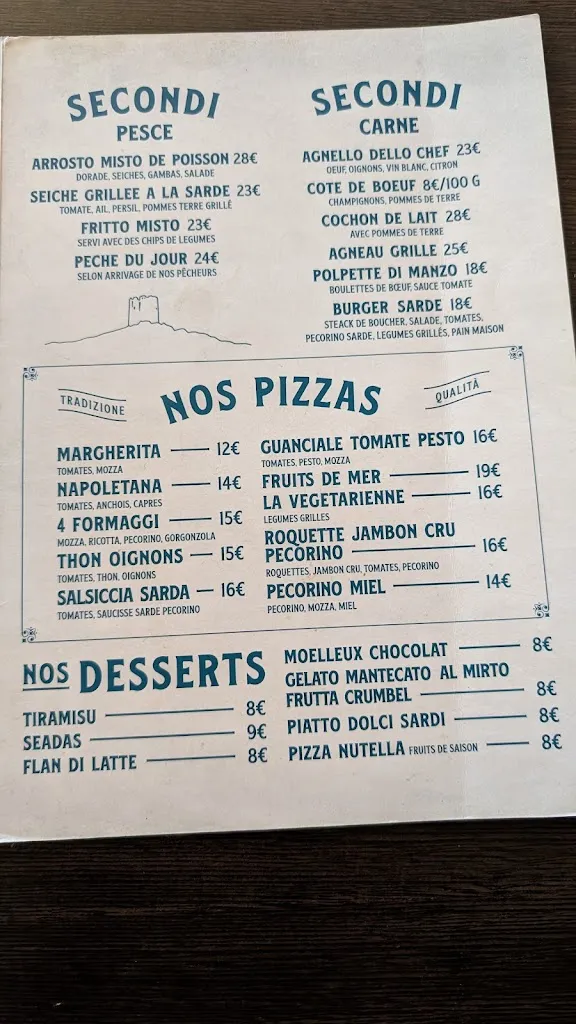 SECONDI
PESCE
ARROSTO MISTO DE POISSON 28€
DORADE, SEICHES, GAMBAS, SALADE
SEICHE GRILLEE A LA SARDE 23€
TOMATE, AIL, PERSIL, POMMES TERRE GRILLÉ
FRITTO MISTO 23€
SERVI AVEC DES CHIPS DE LEGUMES
PECHE DU JOUR 24€
SELON ARRIVAGE DE NOS PÊCHEURS
SECONDI
CARNE
AGNELLO DELLO CHEF 23€
OEUF, OIGNONS, VIN BLANC, CITRON
COTE DE BOEUF 8€/100 G
CHAMPIGNONS, POMMES DE TERRE
COCHON DE LAIT 28€
AVEC POMMES DE TERRE
AGNEAU GRILLE 25€
POLPETTE DI MANZO 18€
BOULETTES DE BŒUF, SAUCE TOMATE
BURGER SARDE 18€
STEACK DE BOUCHER, SALADE, TOMATES,
PECORINO SARDE, LEGUMES GRILLÉS, PAIN MAISON
TRADIZIONE
NOS PIZZAS
QUALITÀ
MARGHERITA 12€
TOMATES, MOZZA
NAPOLETANA 14€
TOMATES, ANCHOIS, CAPRES
4 FORMAGGI 15€
MOZZA, RICOTTA, PECORINO, GORGONZOLA
THON OIGNONS 15€
TOMATES, THON, OIGNONS
SALSICCIA SARDA 16€
TOMATES, SAUCISSE SARDE PECORINO
GUANCIALE TOMATE PESTO 16€
TOMATES, PESTO, MOZZA
FRUITS DE MER 19€
LA VEGETARIENNE 16€
LEGUMES GRILLES
ROQUETTE JAMBON CRU
PECORINO 16€
ROQUETTES, JAMBON CRU, TOMATES, PECORINO
PECORINO MIEL 14€
PECORINO, MOZZA, MIEL
NOS DESSERTS
TIRAMISU 8€
SEADAS 9€
FLAN DI LATTE 8€
MOELLEUX CHOCOLAT 8€
GELATO MANTECATO AL MIRTO
FRUTTA CRUMBEL 8€
PIATTO DOLCI SARDI 8€
PIZZA NUTELLA FRUITS DE SAISON 8€